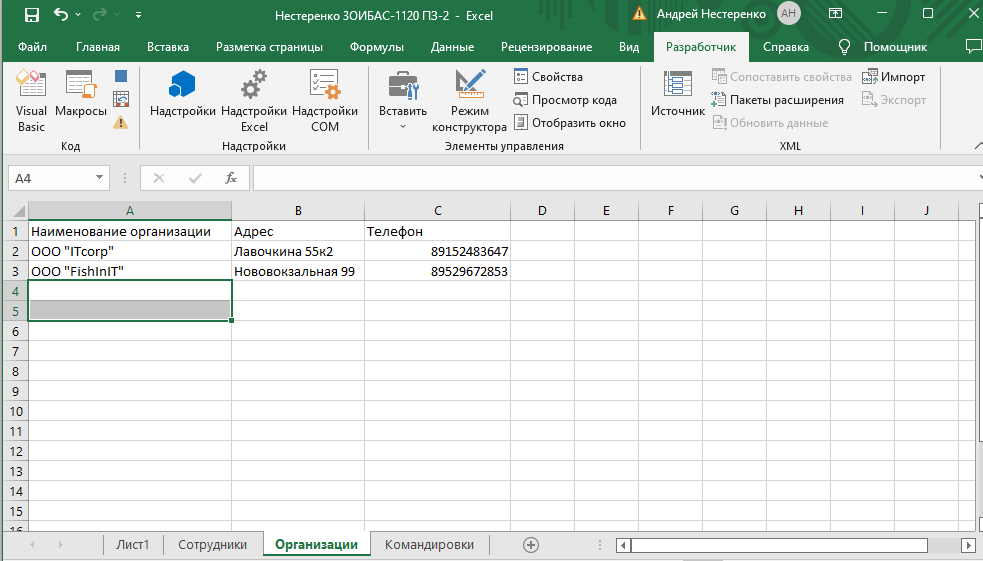 Нестеренко ЗОИБАС-1120 ПЗ-2 - Excel
Андрей Нестеренко АН
Файл Главная Вставка Разметка страницы Формулы Данные Рецензирование Вид Разработчик Справка Помощник
Visual Basic
Макросы
Код
Надстройки
Надстройки Excel
Надстройки COM
Надстройки
Вставить
Режим конструктора
Свойства
Просмотр кода
Отобразить окно
Элементы управления
Источник
Сопоставить свойства
Пакеты расширения
Обновить данные
Импорт
Экспорт
XML
A4 fx
A B C D E F G H I J
1 Наименование организации Адрес Телефон
2 ООО "ITcorp" Лавочкина 55к2 89152483647
3 ООО "FishInIT" Нововокзальная 99 89529672853
4
5
6
7
8
9
10
11
12
13
14
15
16
Лист1 Сотрудники Организации Командировки